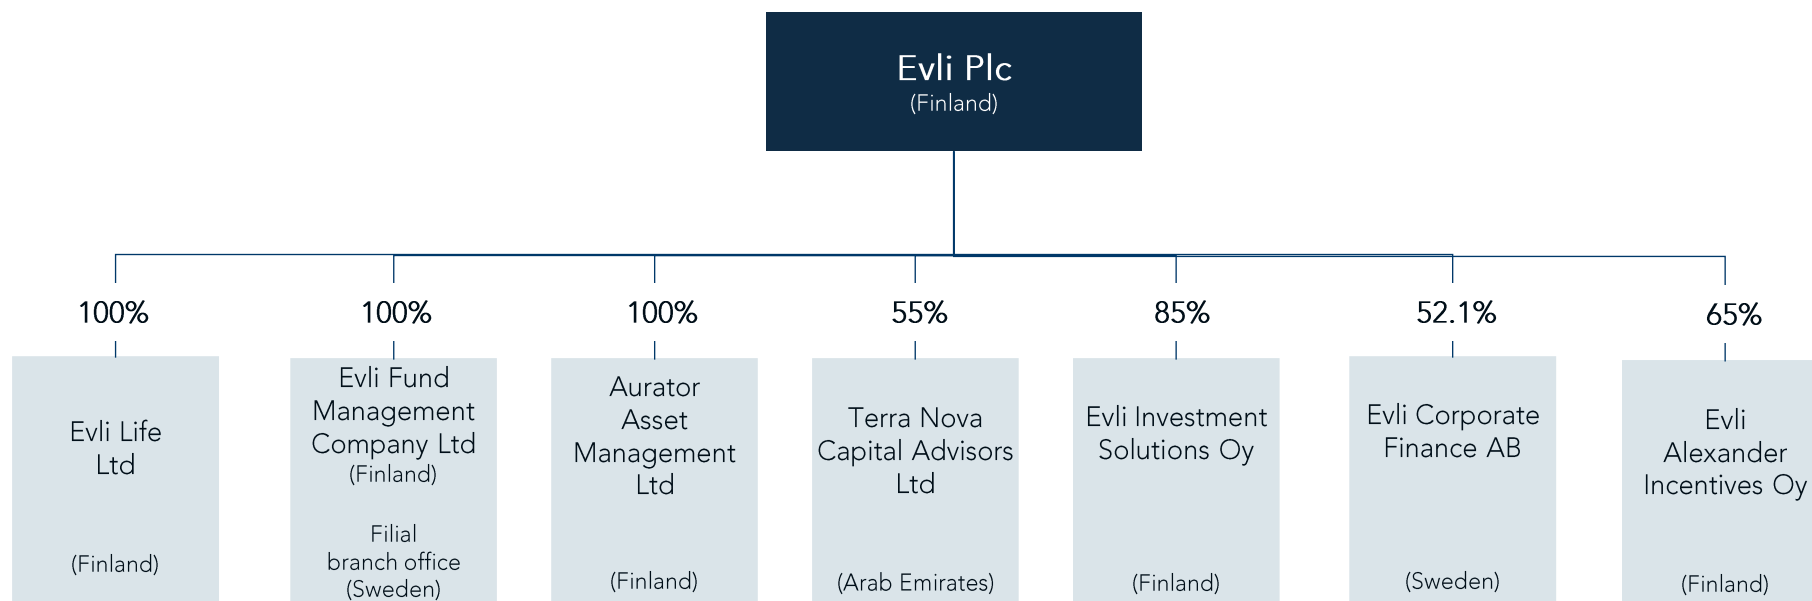 Evli Plc
(Finland)
100%
100%
100%
55%
85%
52.1%
65%
Evli Life
Ltd
(Finland)
Evli Fund
Management
Company Ltd
(Finland)
Filial
branch office
(Sweden)
Aurator
Asset
Management
Ltd
(Finland)
Terra Nova
Capital Advisors
Ltd
(Arab Emirates)
Evli Investment
Solutions Oy
(Finland)
Evli Corporate
Finance AB
(Sweden)
Evli
Alexander
Incentives Oy
(Finland)